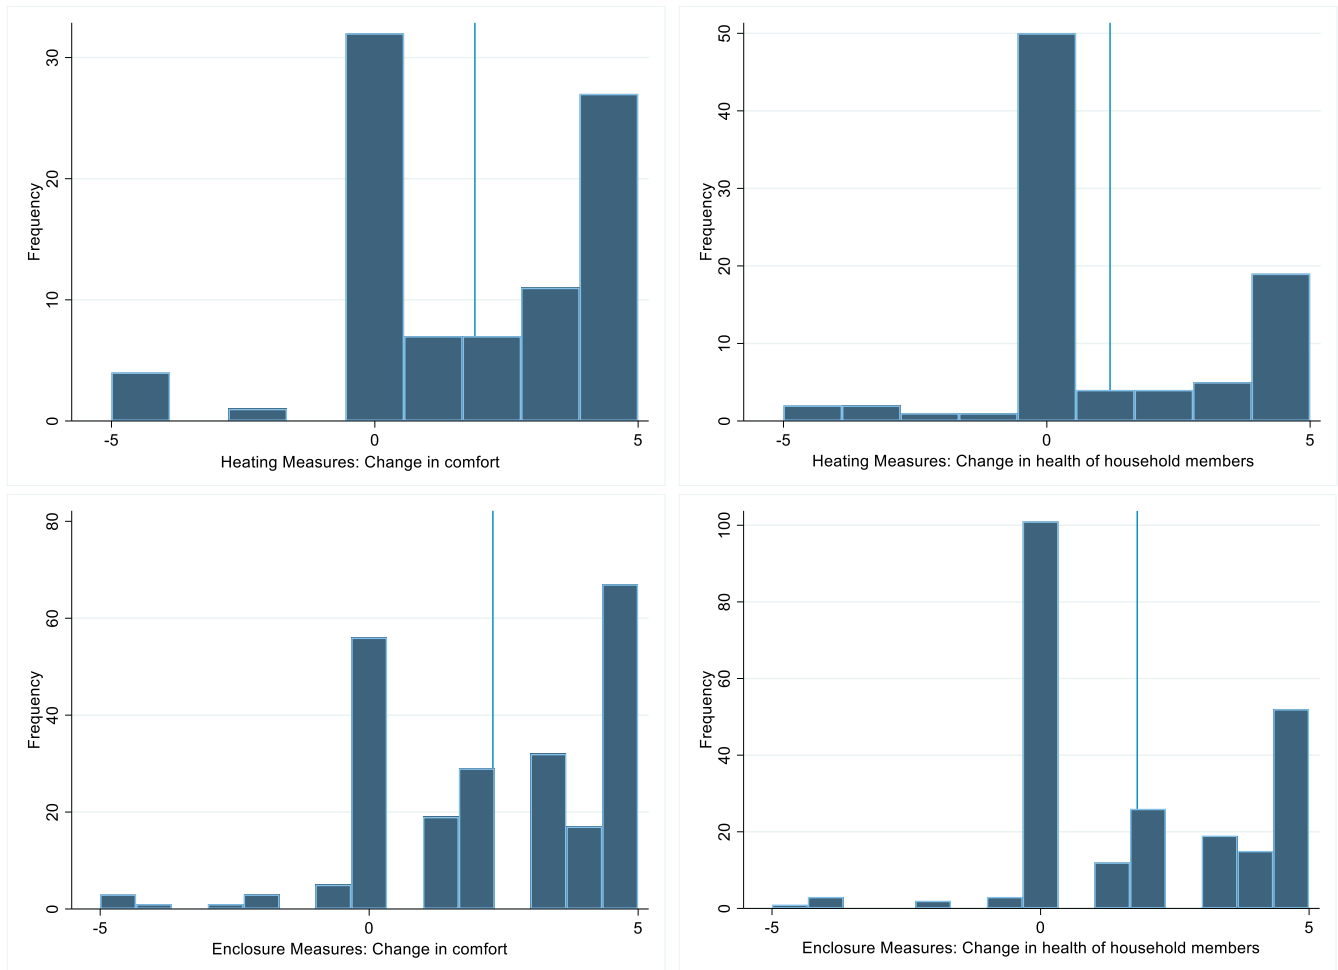 30
20
10
0
Frequency
-5 0 5
Heating Measures: Change in comfort
50
40
30
20
10
0
Frequency
-5 0 5
Heating Measures: Change in health of household members
80
60
40
20
0
Frequency
-5 0 5
Enclosure Measures: Change in comfort
100
80
60
40
20
0
Frequency
-5 0 5
Enclosure Measures: Change in health of household members